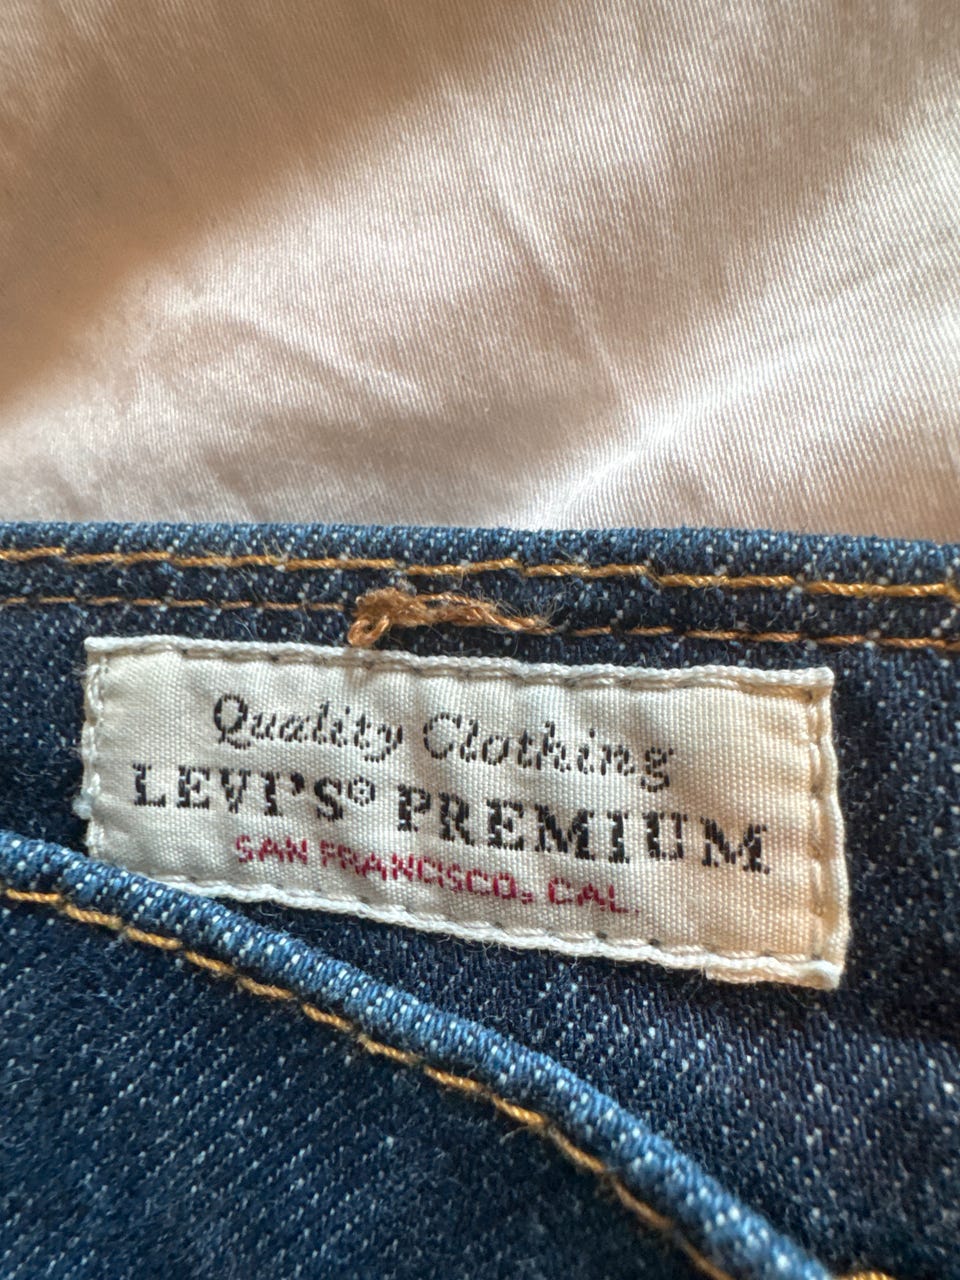 Quality Clothing
LEVI'S® PREMIUM
SAN FRANCISCO, CAL.